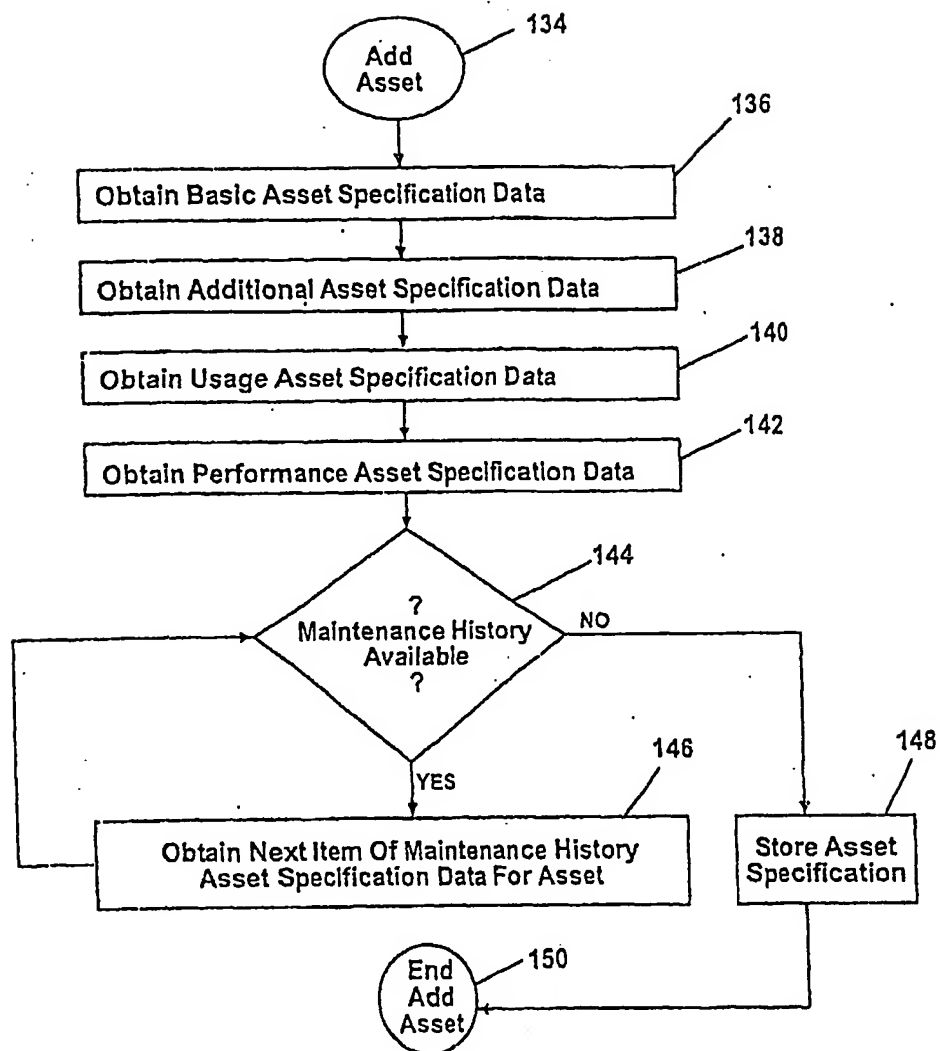 134
Add
Asset
136
Obtain Basic Asset Specification Data
138
Obtain Additional Asset Specification Data
140
Obtain Usage Asset Specification Data
142
Obtain Performance Asset Specification Data
144
?
Maintenance History
Available
?
NO
YES
146
Obtain Next Item Of Maintenance History
Asset Specification Data For Asset
148
Store Asset
Specification
150
End
Add
Asset